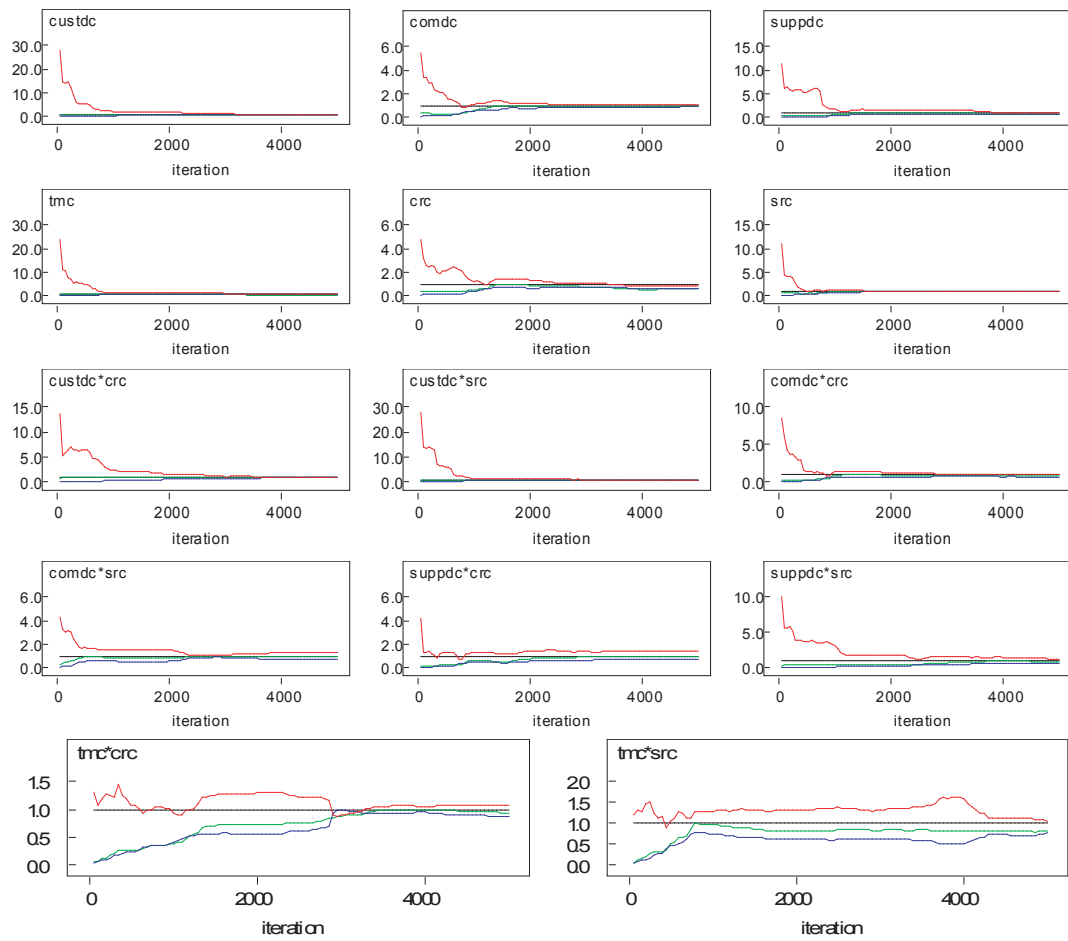 custdc comdc suppdc
30.0 6.0 15.0
20.0 4.0 10.0
10.0 2.0 5.0
0.0 0.0 0.0
0 2000 4000 0 2000 4000 0 2000 4000
iteration iteration iteration
tmc crc src
30.0 6.0 15.0
20.0 4.0 10.0
10.0 2.0 5.0
0.0 0.0 0.0
0 2000 4000 0 2000 4000 0 2000 4000
iteration iteration iteration
custdc*crc custdc*src comdc*crc
15.0 30.0 10.0
10.0 20.0 5.0
5.0 10.0 0.0
0.0 0.0
0 2000 4000 0 2000 4000 0 2000 4000
iteration iteration iteration
comdc*src suppdc*crc suppdc*src
6.0 6.0 10.0
4.0 4.0 5.0
2.0 2.0 0.0
0.0 0.0
0 2000 4000 0 2000 4000 0 2000 4000
iteration iteration iteration
tmc*crc tmc*src
1.5 2.0
1.0 1.5
0.5 1.0
0.0 0.5
0.0
0 2000 4000 0 2000 4000
iteration iteration